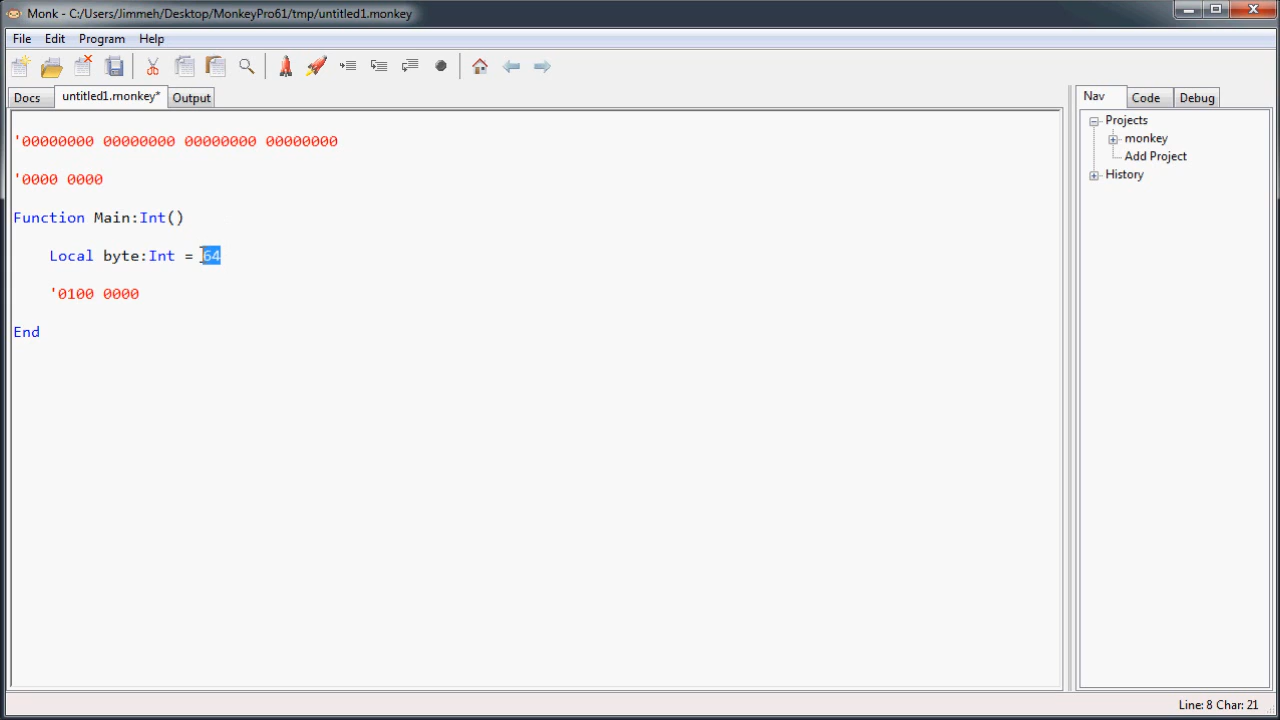 Monk - C:/Users/Jimmeh/Desktop/MonkeyPro61/tmp/untitled1.monkey
File Edit Program Help
Docs untitled1.monkey* Output
Nav Code Debug
'00000000 00000000 00000000 00000000
'0000 0000
Function Main:Int()
Local byte:Int = 64
'0100 0000
End
Projects
monkey
Add Project
History
Line: 8 Char: 21